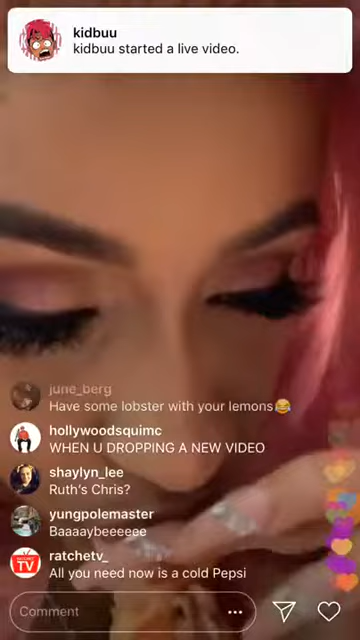 kidbuu
kidbuu started a live video.
june_berg
Have some lobster with your lemons😂
hollywoodsquimc
WHEN U DROPPING A NEW VIDEO
shaylyn_lee
Ruth's Chris?
yungpolemaster
Baaaaybeeeeee
TV
ratchetv_
All you need now is a cold Pepsi
Comment